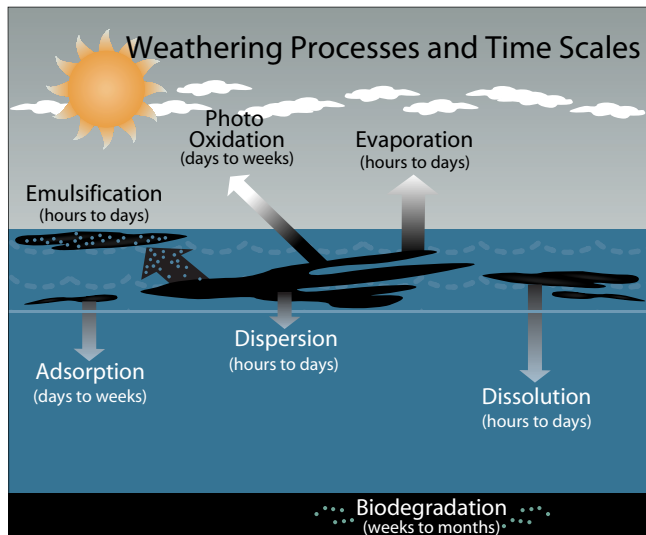 Weathering Processes and Time Scales
Photo
Oxidation
(days to weeks)
Evaporation
(hours to days)
Emulsification
(hours to days)
Dispersion
(hours to days)
Adsorption
(days to weeks)
Dissolution
(hours to days)
Biodegradation
(weeks to months)